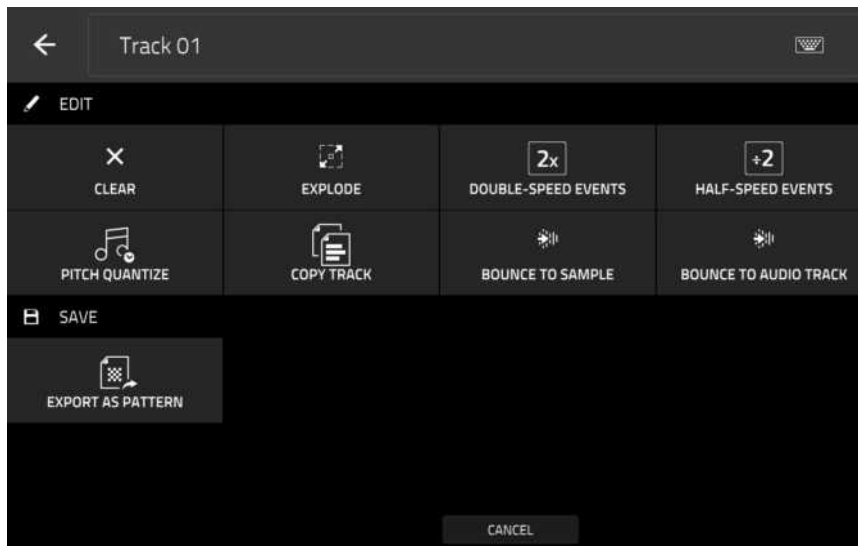 Track 01
EDIT
CLEAR
EXPLODE
2x
DOUBLE-SPEED EVENTS
÷2
HALF-SPEED EVENTS
PITCH QUANTIZE
COPY TRACK
BOUNCE TO SAMPLE
BOUNCE TO AUDIO TRACK
SAVE
EXPORT AS PATTERN
CANCEL